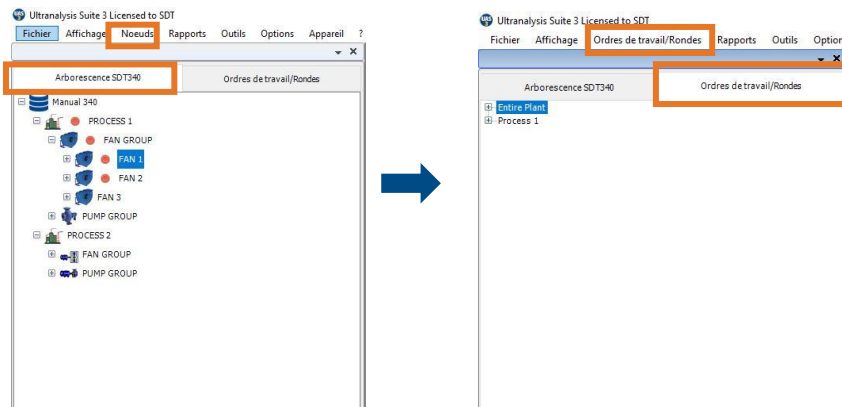 Ultranalysis Suite 3 Licensed to SDT
Fichier Affichage Noeuds Rapports Outils Options Appareil ?
Arborescence SDT340 Ordres de travail/Rondes
Manual 340
PROCESS 1
FAN GROUP
FAN 1
FAN 2
FAN 3
PUMP GROUP
PROCESS 2
FAN GROUP
PUMP GROUP
Ultranalysis Suite 3 Licensed to SDT
Fichier Affichage Ordres de travail/Rondes Rapports Outils Option
Arborescence SDT340 Ordres de travail/Rondes
Entire Plant
Process 1